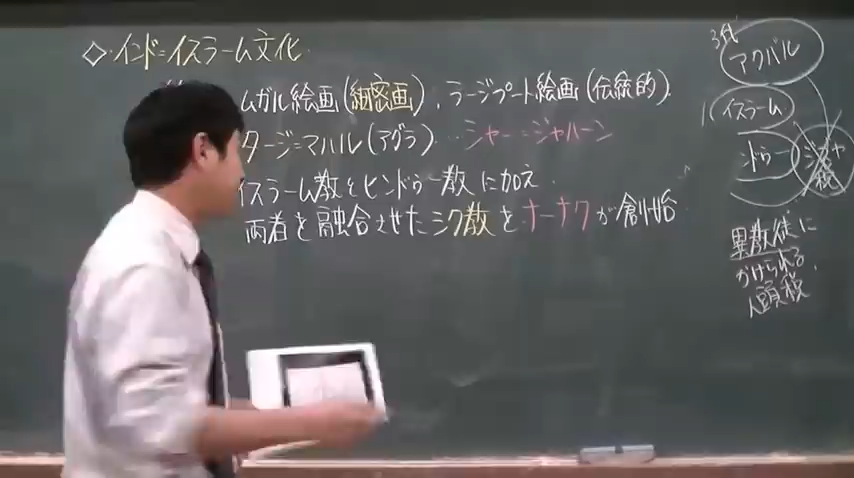 ◇インド=イスラーム文化
ムガル絵画(細密画)、ラージプート絵画(伝統的)
タージ=マハル(アグラ)…シャー=ジャハーン
イスラーム教とヒンドゥー教に加え
両者を融合させたシク教をナーナクが創始
3代
アクバル
イスラーム
ンドゥー
ジズヤ
税
異教徒に
かけられる
人頭税.